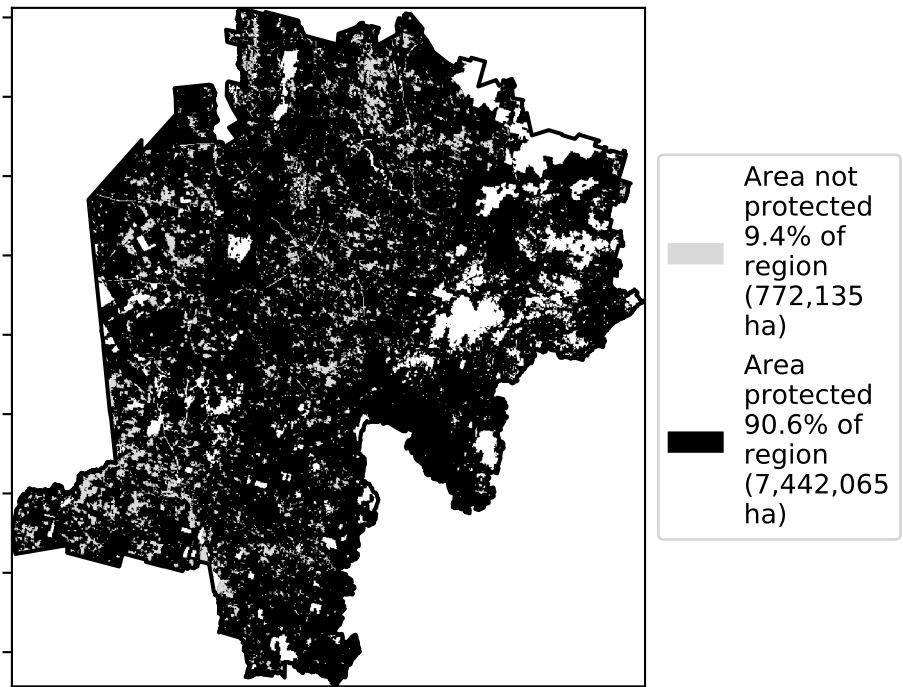 Area not
protected
9.4% of
region
(772,135
ha)
Area
protected
90.6% of
region
(7,442,065
ha)